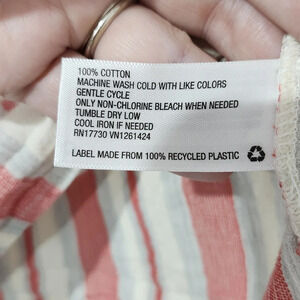 100% COTTON
MACHINE WASH COLD WITH LIKE COLORS
GENTLE CYCLE
ONLY NON-CHLORINE BLEACH WHEN NEEDED
TUMBLE DRY LOW
COOL IRON IF NEEDED
RN17730 VN1261424
LABEL MADE FROM 100% RECYCLED PLASTIC